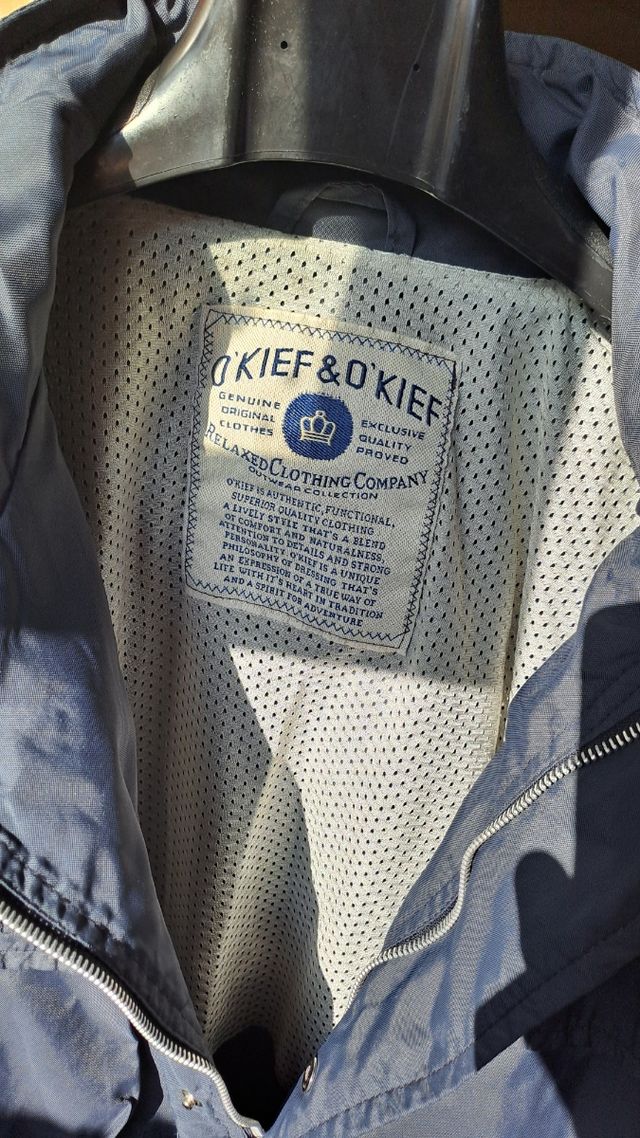 O'KIEF & O'KIEF
GENUINE
ORIGINAL
CLOTHES
EXCLUSIVE
QUALITY
PROVED
RELAXED CLOTHING COMPANY
OUTWEAR COLLECTION
O'KIEF IS AUTHENTIC, FUNCTIONAL,
SUPERIOR QUALITY CLOTHING
A LIVELY STYLE THAT'S A BLEND
OF COMFORT AND NATURALNESS,
ATTENTION TO DETAILS AND STRONG
PERSONALITY. O'KIEF IS A UNIQUE
PHILOSOPHY OF DRESSING THAT'S
AN EXPRESSION OF A TRUE WAY OF
LIFE WITH IT'S HEART IN TRADITION
AND A SPIRIT FOR ADVENTURE